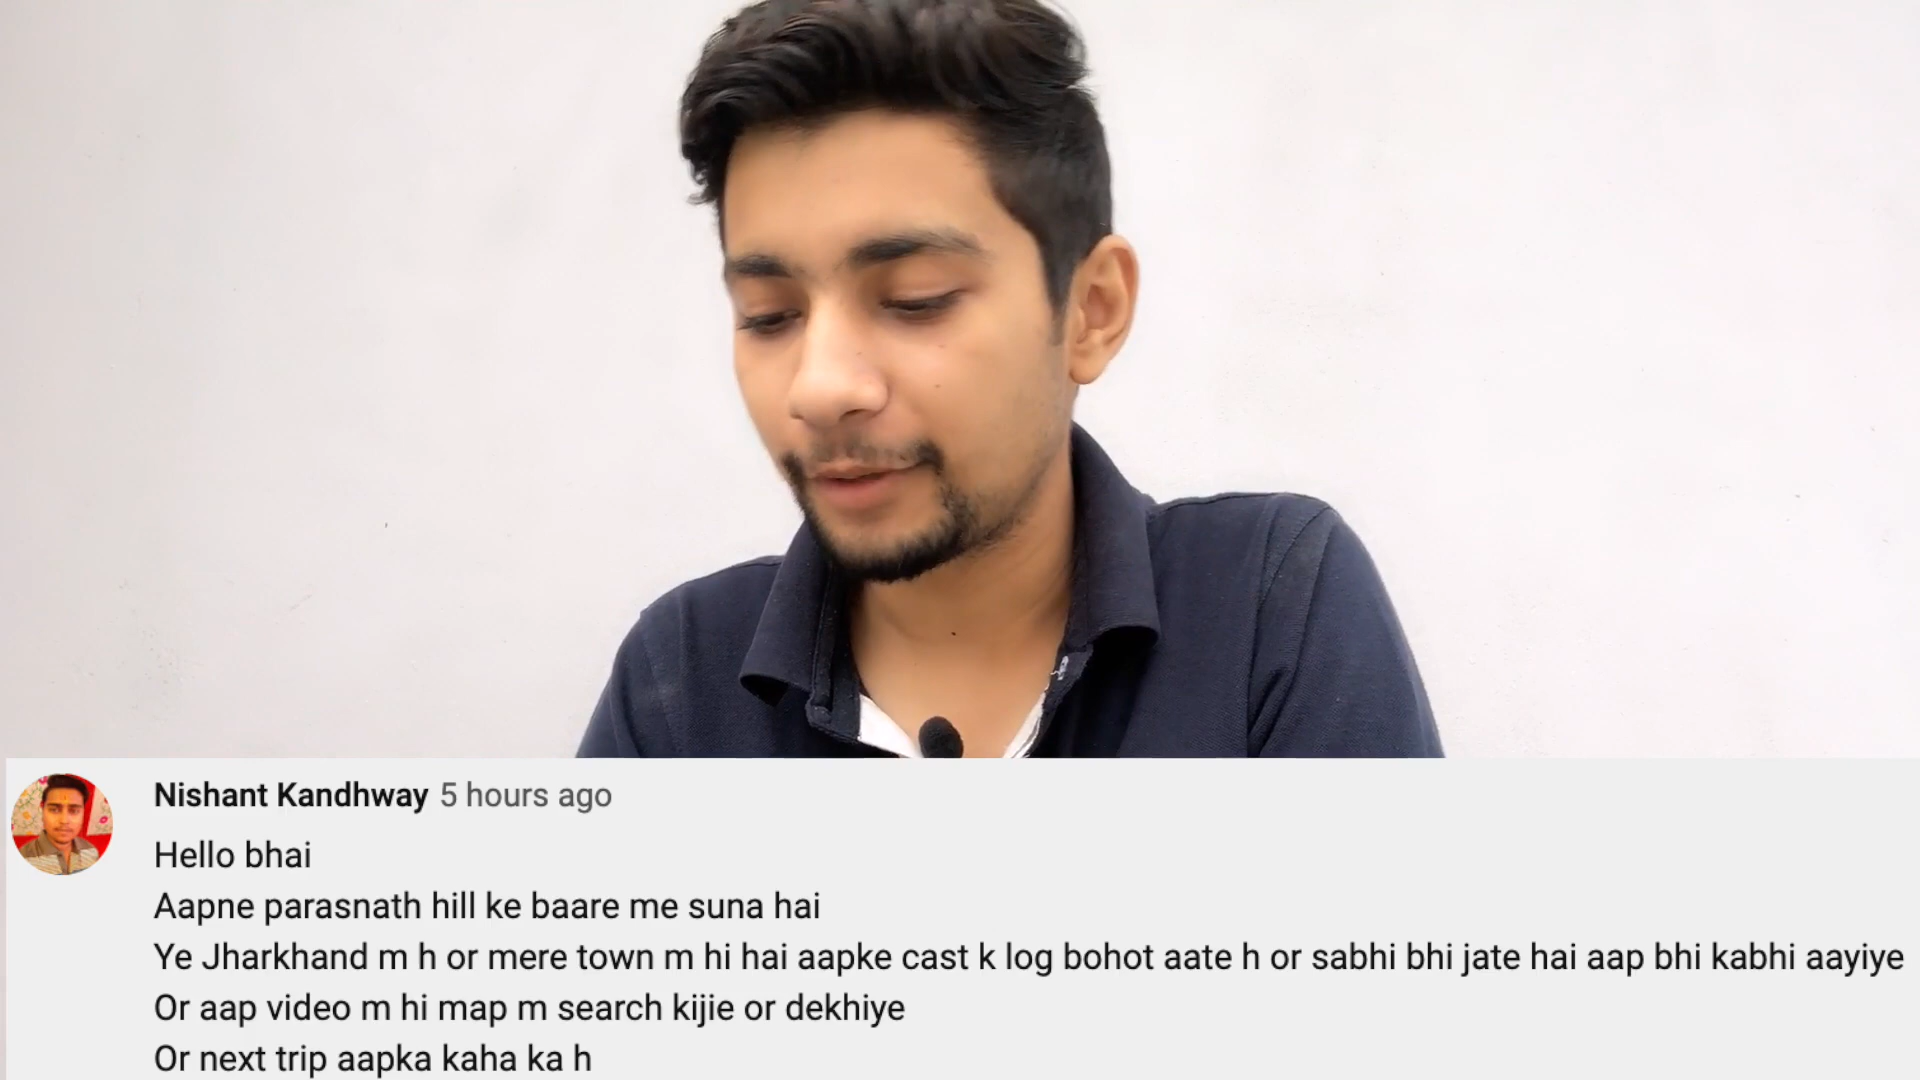 Nishant Kandhway 5 hours ago
Hello bhai
Aapne parasnath hill ke baare me suna hai
Ye Jharkhand m h or mere town m hi hai aapke cast k log bohot aate h or sabhi bhi jate hai aap bhi kabhi aayiye
Or aap video m hi map m search kijie or dekhiye
Or next trip aapka kaha ka h